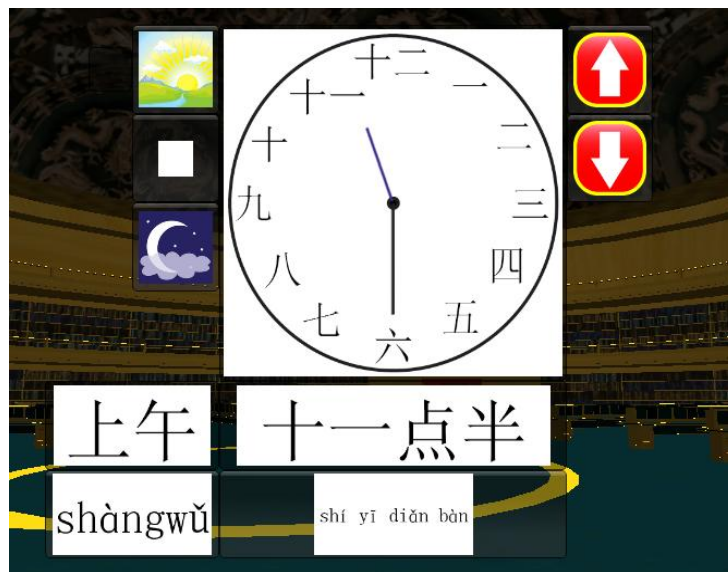 十二
一
二
三
四
五
六
七
八
九
十
十一
上午
十一点半
shàngwǔ
shí yī diǎn bàn